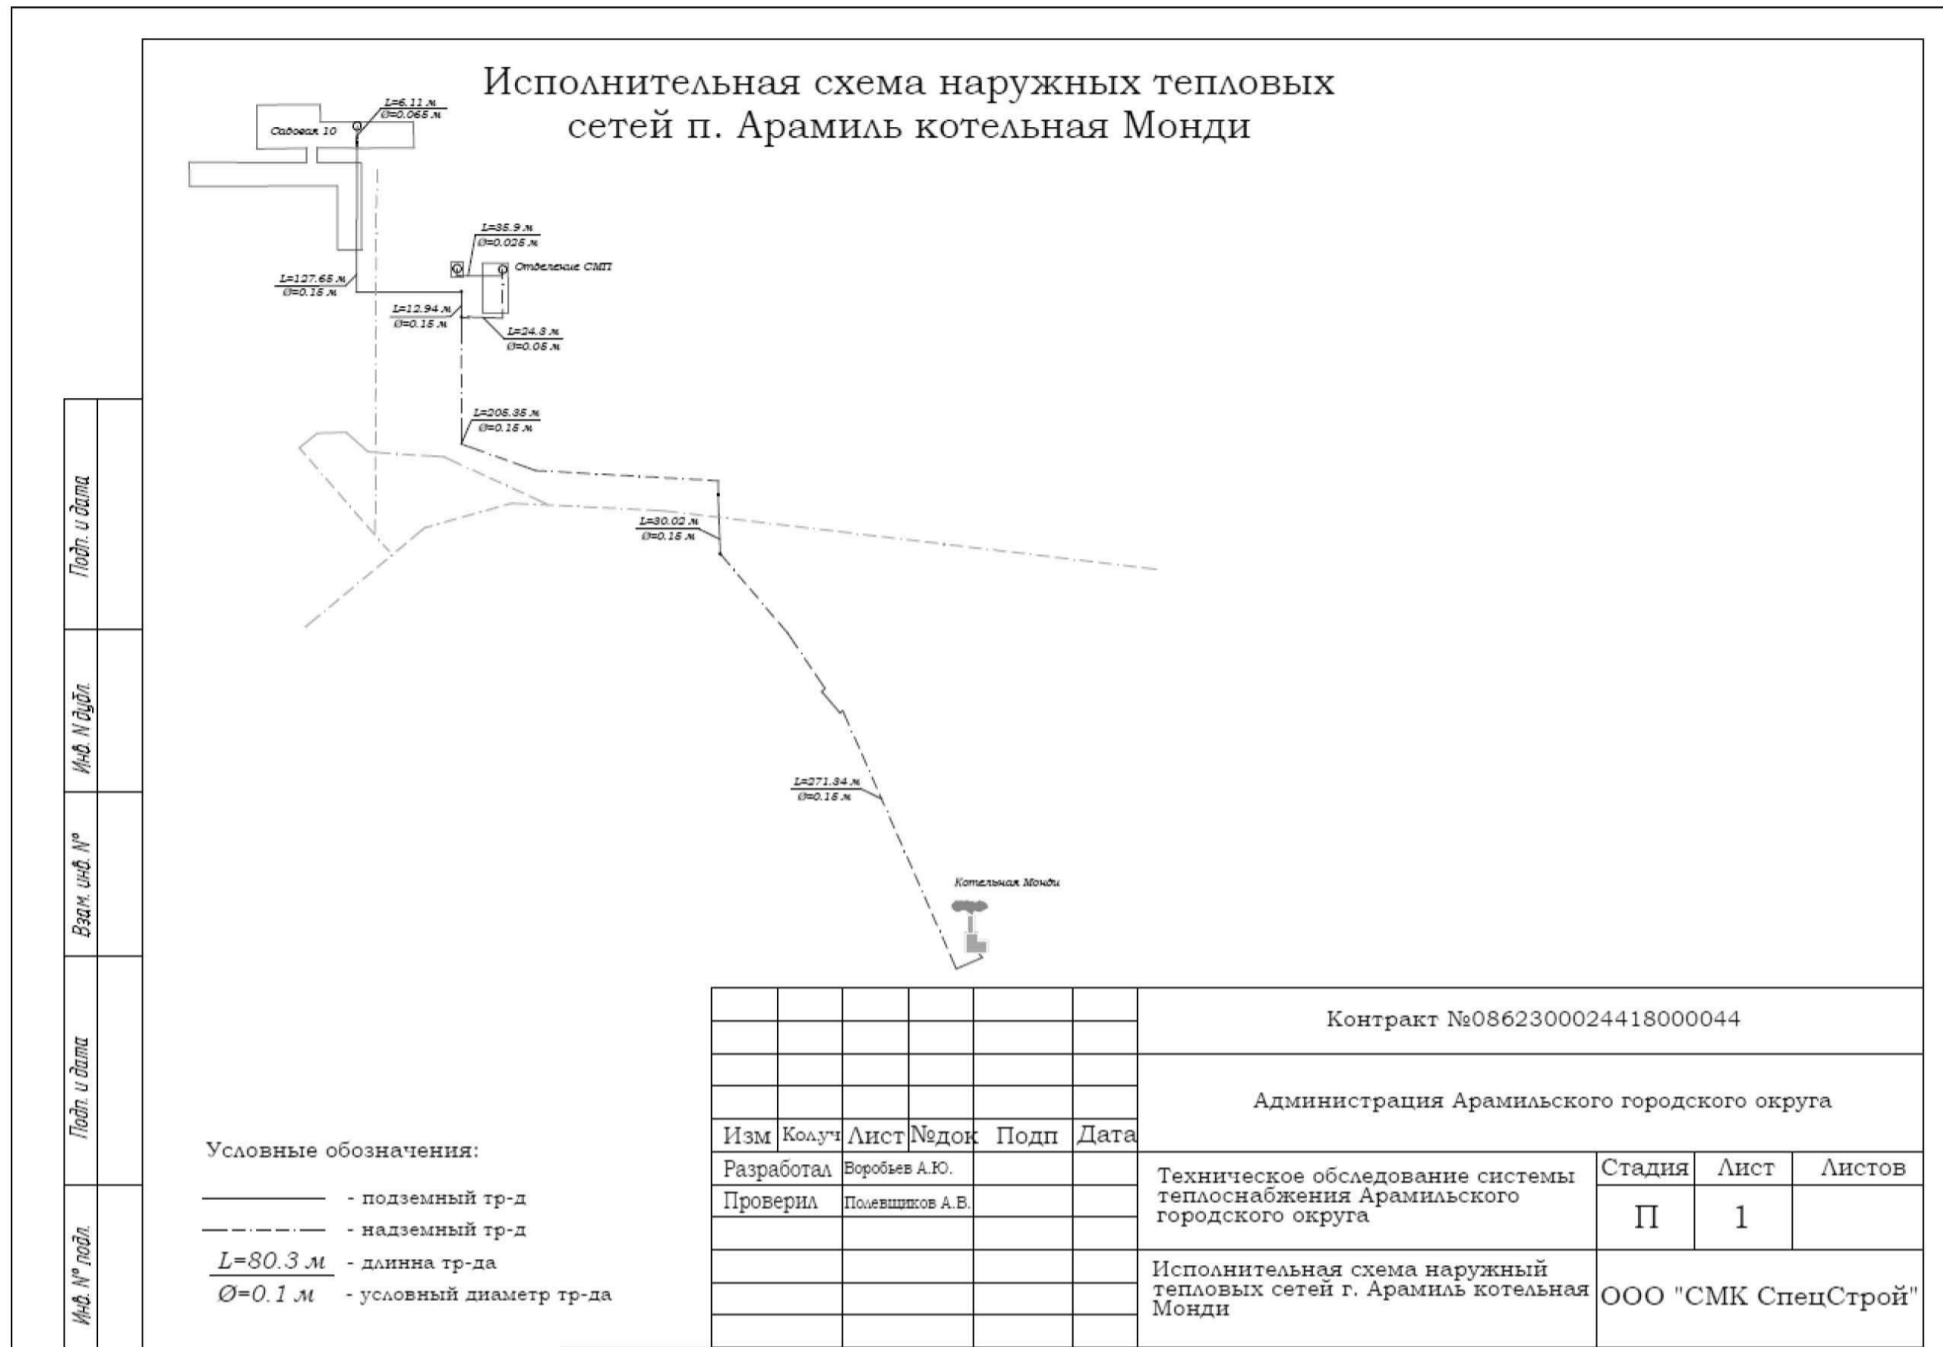 Исполнительная схема наружных тепловых
сетей п. Арамиль котельная Монди
L=6.11 м
Ø=0.065 м
Садовая 10
L=35.9 м
Ø=0.025 м
Отделение СМП
L=127.65 м
Ø=0.15 м
L=12.94 м
Ø=0.15 м
L=24.3 м
Ø=0.05 м
L=205.35 м
Ø=0.15 м
L=30.02 м
Ø=0.15 м
L=271.34 м
Ø=0.15 м
Котельная Монди
Подп. и дата
Инв. N дубл.
Взам. инв. N°
Подп. и дата
Инв. N° подл.
Условные обозначения:
- подземный тр-д
- надземный тр-д
L=80.3 м - длинна тр-да
Ø=0.1 м - условный диаметр тр-да
Контракт №0862300024418000044
Администрация Арамильского городского округа
Изм Колуч Лист №док Подп Дата
Разработал Воробьев А.Ю.
Проверил Полевщиков А.В.
Техническое обследование системы
теплоснабжения Арамильского
городского округа
Стадия Лист Листов
П 1
Исполнительная схема наружный
тепловых сетей г. Арамиль котельная
Монди
ООО "СМК СпецСтрой"